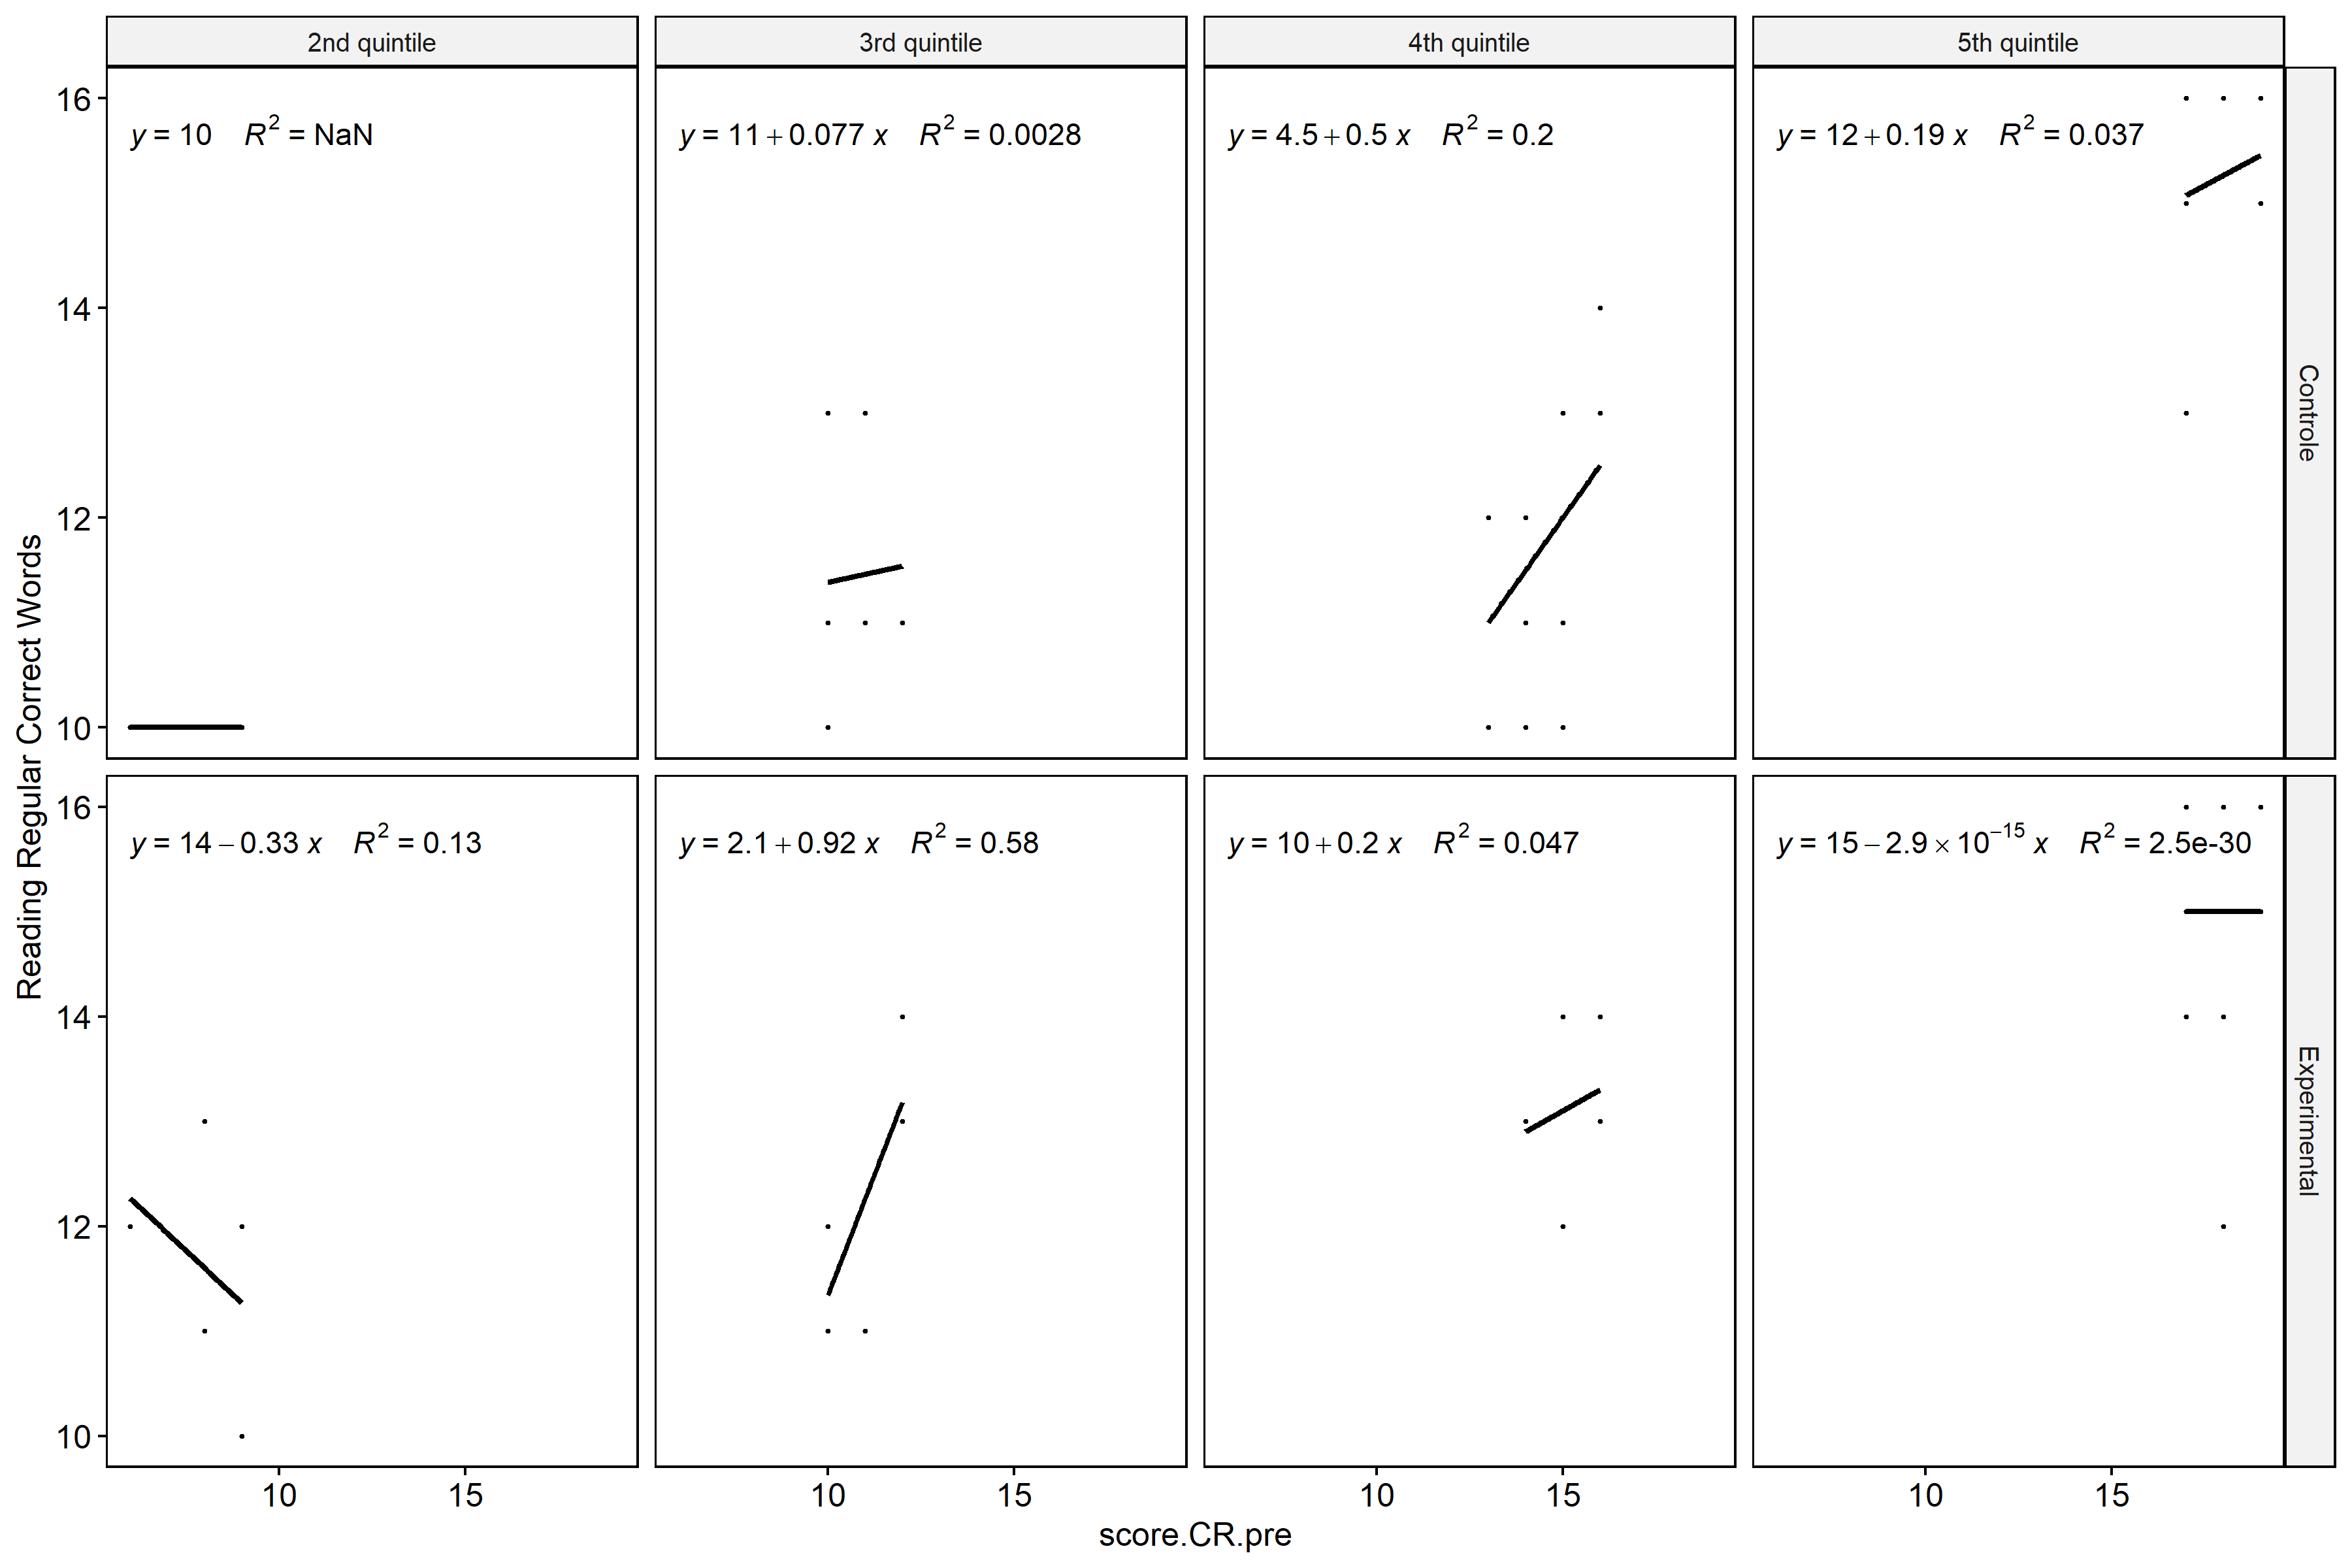 2nd quintile 3rd quintile 4th quintile 5th quintile
16
y = 10 R² = NaN y = 11 + 0.077 x R² = 0.0028 y = 4.5 + 0.5 x R² = 0.2 y = 12 + 0.19 x R² = 0.037
14
12
10
Controle
Reading Regular Correct Words
16
y = 14 − 0.33 x R² = 0.13 y = 2.1 + 0.92 x R² = 0.58 y = 10 + 0.2 x R² = 0.047 y = 15 − 2.9 × 10⁻¹⁵ x R² = 2.5e-30
14
12
10
Experimental
10 15 10 15 10 15 10 15
score.CR.pre